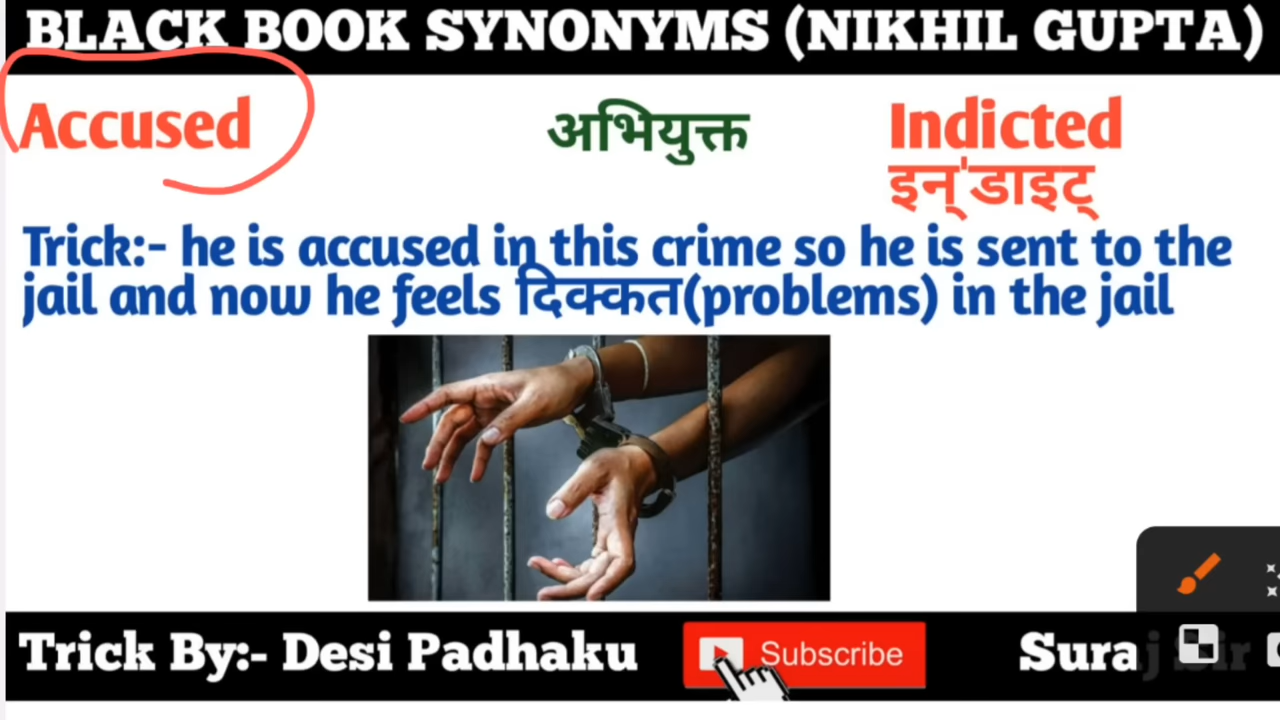 BLACK BOOK SYNONYMS (NIKHIL GUPTA)
Accused अभियुक्त Indicted
इन्'डाइट्
Trick:- he is accused in this crime so he is sent to the
jail and now he feels दिक्कत(problems) in the jail
Trick By:- Desi Padhaku Subscribe Suraj Sir